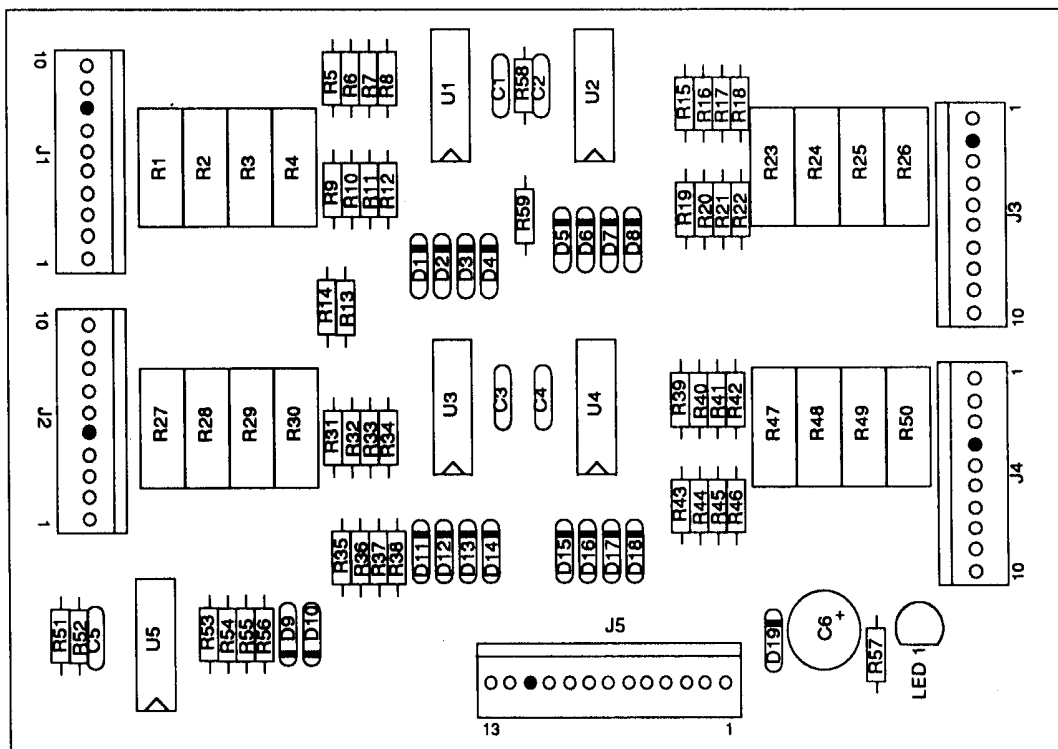 10
J1
1
R1
R2
R3
R4
R5
R6
R7
R8
R9
R10
R11
R12
U1
C1
R58
C2
U2
R59
D1
D2
D3
D4
D5
D6
D7
D8
R15
R16
R17
R18
R19
R20
R21
R22
R23
R24
R25
R26
1
J3
10
R14
R13
10
J2
1
R27
R28
R29
R30
R31
R32
R33
R34
R35
R36
R37
R38
U3
C3
C4
U4
D11
D12
D13
D14
D15
D16
D17
D18
R39
R40
R41
R42
R43
R44
R45
R46
R47
R48
R49
R50
1
J4
10
R51
R52
C5
U5
R53
R54
R55
R56
D9
D10
J5
13
1
D19
C6
+
R57
LED 1